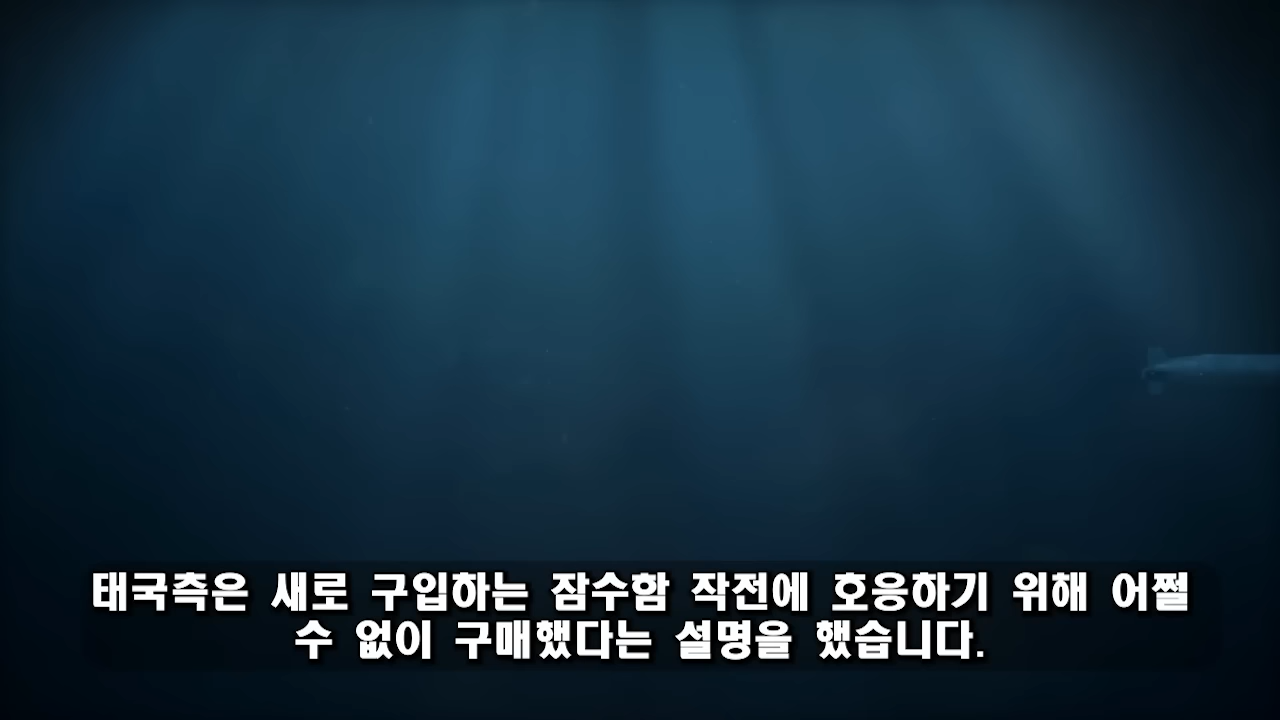 태국측은 새로 구입하는 잠수함 작전에 호응하기 위해 어쩔
수 없이 구매했다는 설명을 했습니다.